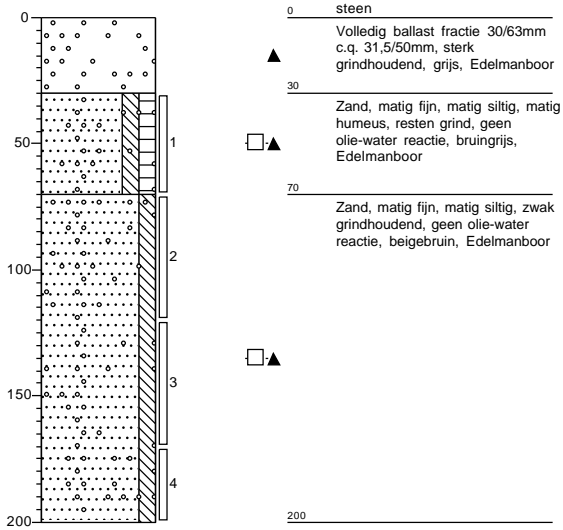 0
50
100
150
200
1
2
3
4
0
steen
Volledig ballast fractie 30/63mm
c.q. 31,5/50mm, sterk
grindhoudend, grijs, Edelmanboor
30
Zand, matig fijn, matig siltig, matig
humeus, resten grind, geen
olie-water reactie, bruingrijs,
Edelmanboor
70
Zand, matig fijn, matig siltig, zwak
grindhoudend, geen olie-water
reactie, beigebruin, Edelmanboor
200